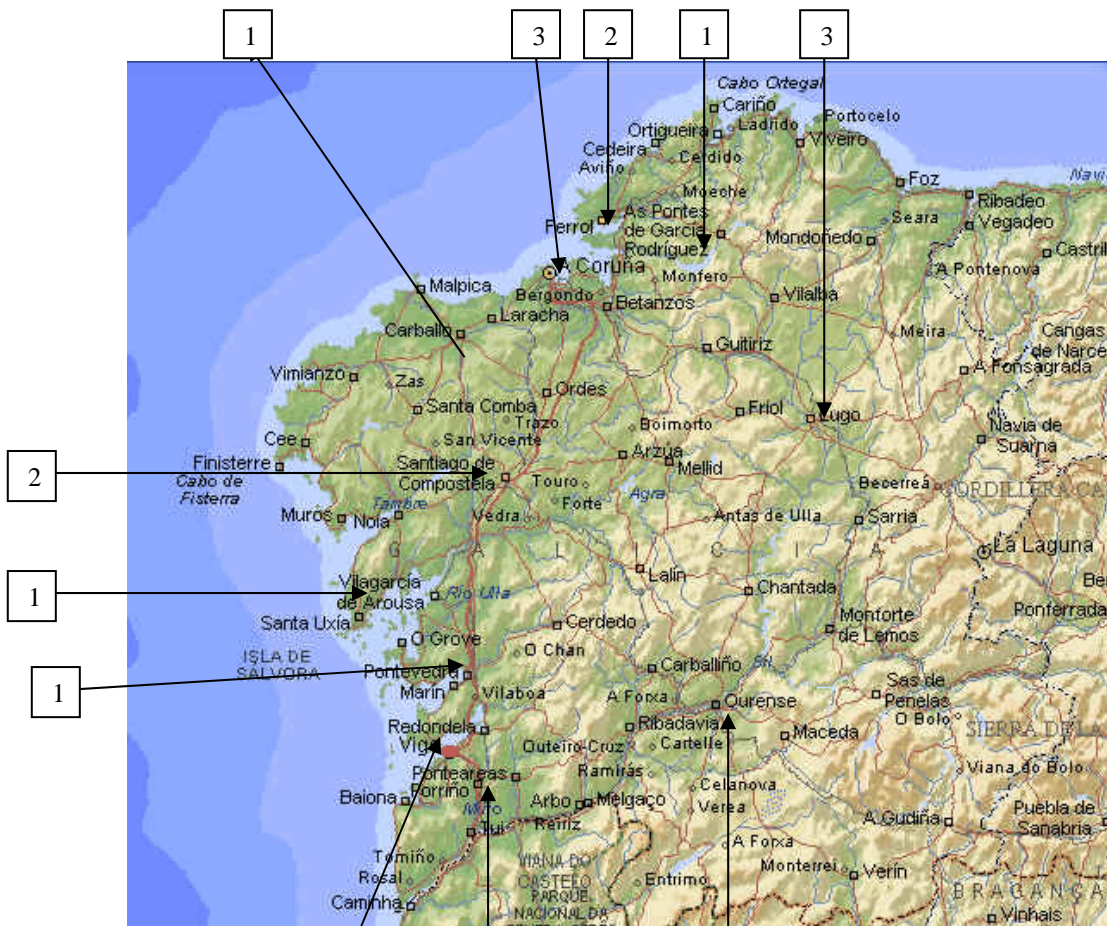 1 3 2 1 3
Cabo Ortegal
Cariño
Portocelo
Ladrido
Ortigueira
Viveiro
Cedeira
Cerdido
Aviño
Foz
Moeche
Ribadeo
Ferrol
As Pontes
de Garcia
Rodríguez
Seara
Vegadeo
Mondoñedo
A Coruña
Monfero
A Pontenova
Malpica
Bergondo
Betanzos
Vilalba
Laracha
Carballo
Meira
Cangas
de Narce
Guitiriz
A Fonsagrada
Vimianzo
Zas
Ordes
Santa Comba
Trazo
Friol
Lugo
Boimorto
Cee
San Vicente
Navia de
Suarna
2
Finisterre
Cabo de
Fisterra
Santiago de
Compostela
Arzúa
Mellid
Touro
Becerreá
Forte
Agra
Tambre
Muros
Noia
Vedra
Antas de Ulla
Sarria
G A L I C I A
La Laguna
1
Vilagarcía
de Arousa
Río Ulla
Lalín
Chantada
Santa Uxía
Ponferrada
Cerdedo
Monforte
de Lemos
O Grove
ISLA DE
SALVORA
O Chan
1
Pontevedra
Carballiño
Sil
Marín
Vilaboa
A Forxa
Ourense
Sas de
Penelas
Redondela
Ribadavia
O Bolo
Maceda
Outeiro-Cruz
Cartelle
Ponteareas
Ramirás
Viana do Bolo
Porriño
Celanova
Baiona
Arbo
Melgaço
Verea
Miño
A Gudiña
Puebla de
Sanabria
Tui
A Forxa
Tomiño
VIANA DO
CASTELO
Monterrei
Rosal
Entrimo
Verín
PARQUE
NACIONAL DA
BRAGANÇA
Caminha
Vinhais